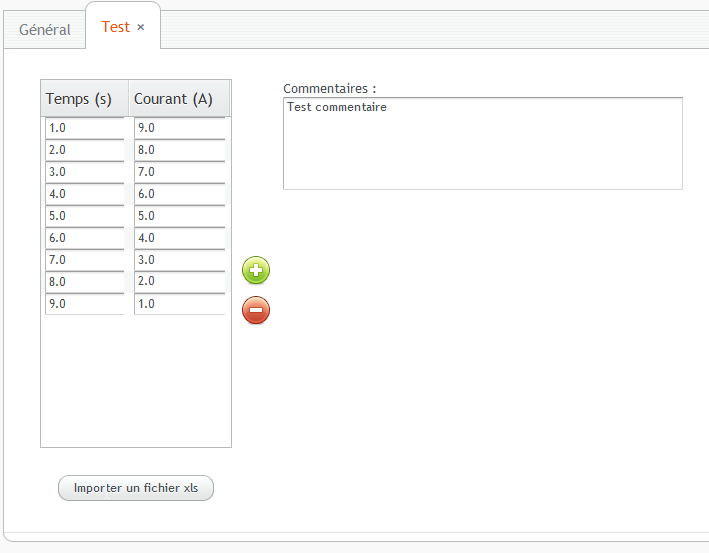 Général
Test ×
Temps (s) Courant (A)
1.0 9.0
2.0 8.0
3.0 7.0
4.0 6.0
5.0 5.0
6.0 4.0
7.0 3.0
8.0 2.0
9.0 1.0
Importer un fichier xls
Commentaires :
Test commentaire